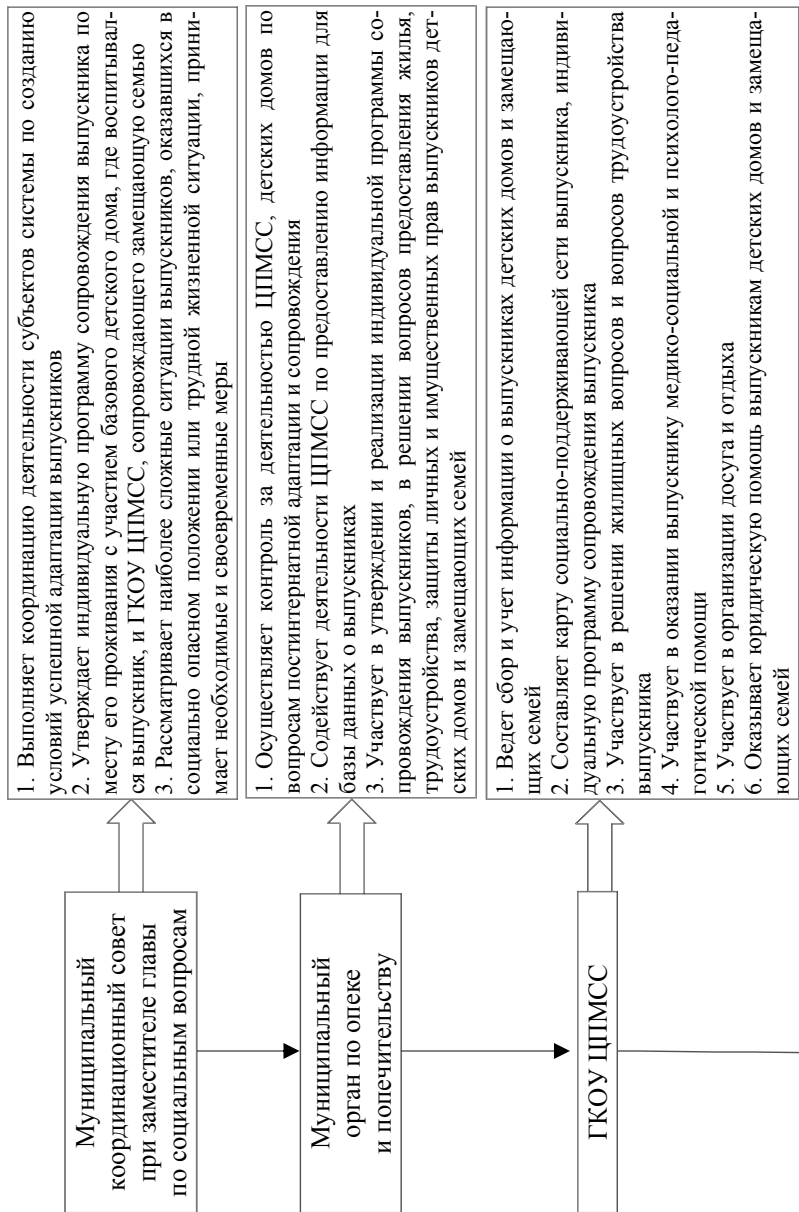 Муниципальный
координационный совет
при заместителе главы
по социальным вопросам
1. Выполняет координацию деятельности субъектов системы по созданию
условий успешной адаптации выпускников
2. Утверждает индивидуальную программу сопровождения выпускника по
месту его проживания с участием базового детского дома, где воспитывал-
ся выпускник, и ГКОУ ЦПМСС, сопровождающего замещающую семью
3. Рассматривает наиболее сложные ситуации выпускников, оказавшихся в
социально опасном положении или трудной жизненной ситуации, прини-
мает необходимые и своевременные меры
Муниципальный
орган по опеке
и попечительству
1. Осуществляет контроль за деятельностью ЦПМСС, детских домов по
вопросам постинтернатной адаптации и сопровождения
2. Содействует деятельности ЦПМСС по предоставлению информации для
базы данных о выпускниках
3. Участвует в утверждении и реализации индивидуальной программы со-
провождения выпускников, в решении вопросов предоставления жилья,
трудоустройства, защиты личных и имущественных прав выпускников дет-
ских домов и замещающих семей
ГКОУ ЦПМСС
1. Ведет сбор и учет информации о выпускниках детских домов и замещаю-
щих семей
2. Составляет карту социально-поддерживающей сети выпускника, индиви-
дуальную программу сопровождения выпускника
3. Участвует в решении жилищных вопросов и вопросов трудоустройства
выпускника
4. Участвует в оказании выпускнику медико-социальной и психолого-педа-
гогической помощи
5. Участвует в организации досуга и отдыха
6. Оказывает юридическую помощь выпускникам детских домов и замеща-
ющих семей